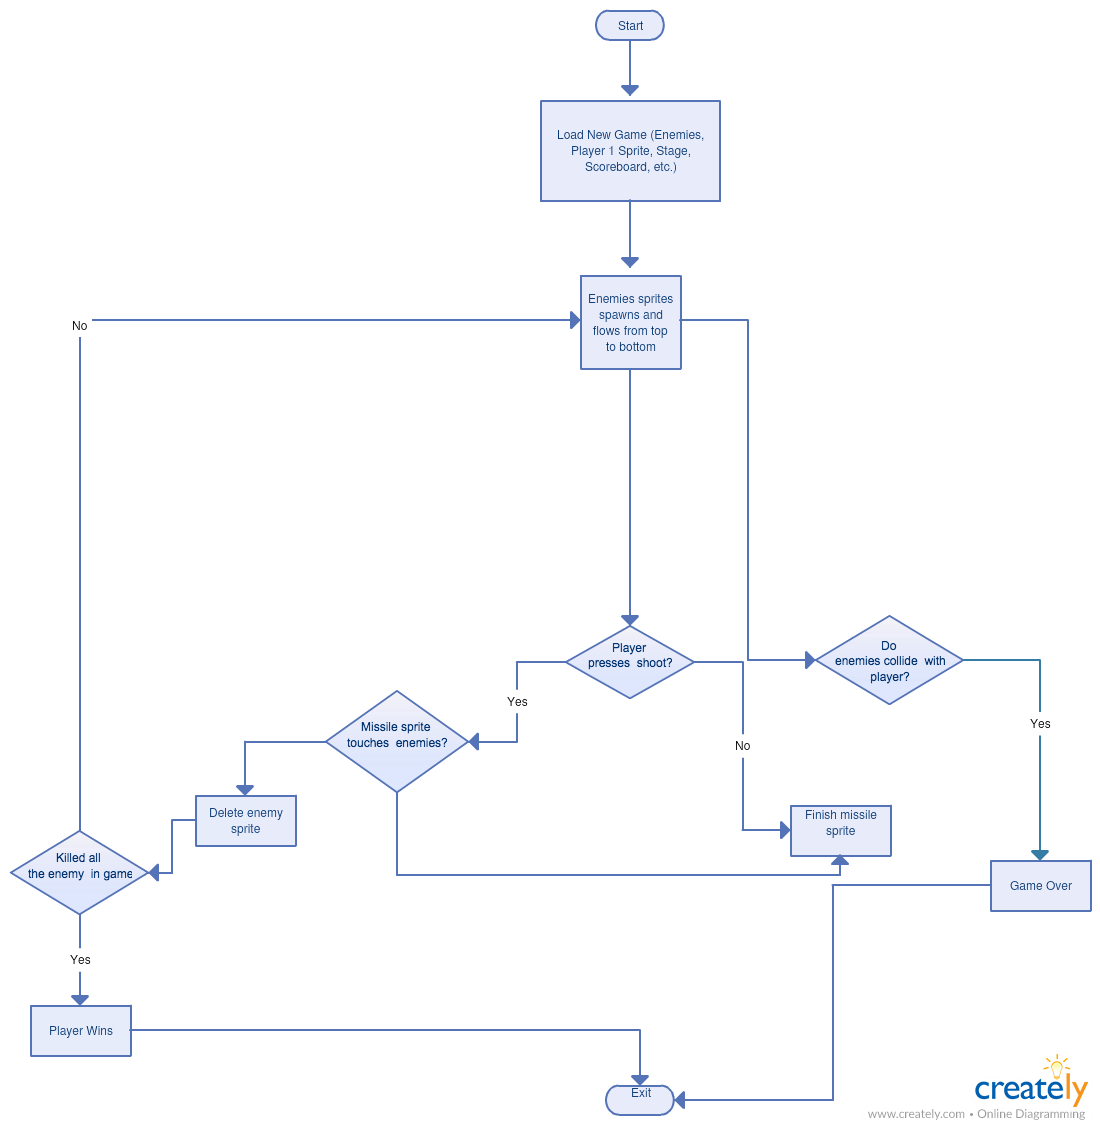 Start
Load New Game (Enemies,
Player 1 Sprite, Stage,
Scoreboard, etc.)
Enemies sprites
spawns and
flows from top
to bottom
No
Player
presses shoot?
Do
enemies collide with
player?
Yes
Missile sprite
touches enemies?
Yes
No
Delete enemy
sprite
Finish missile
sprite
Killed all
the enemy in game
Game Over
Yes
Player Wins
Exit
creately
www.creately.com • Online Diagramming